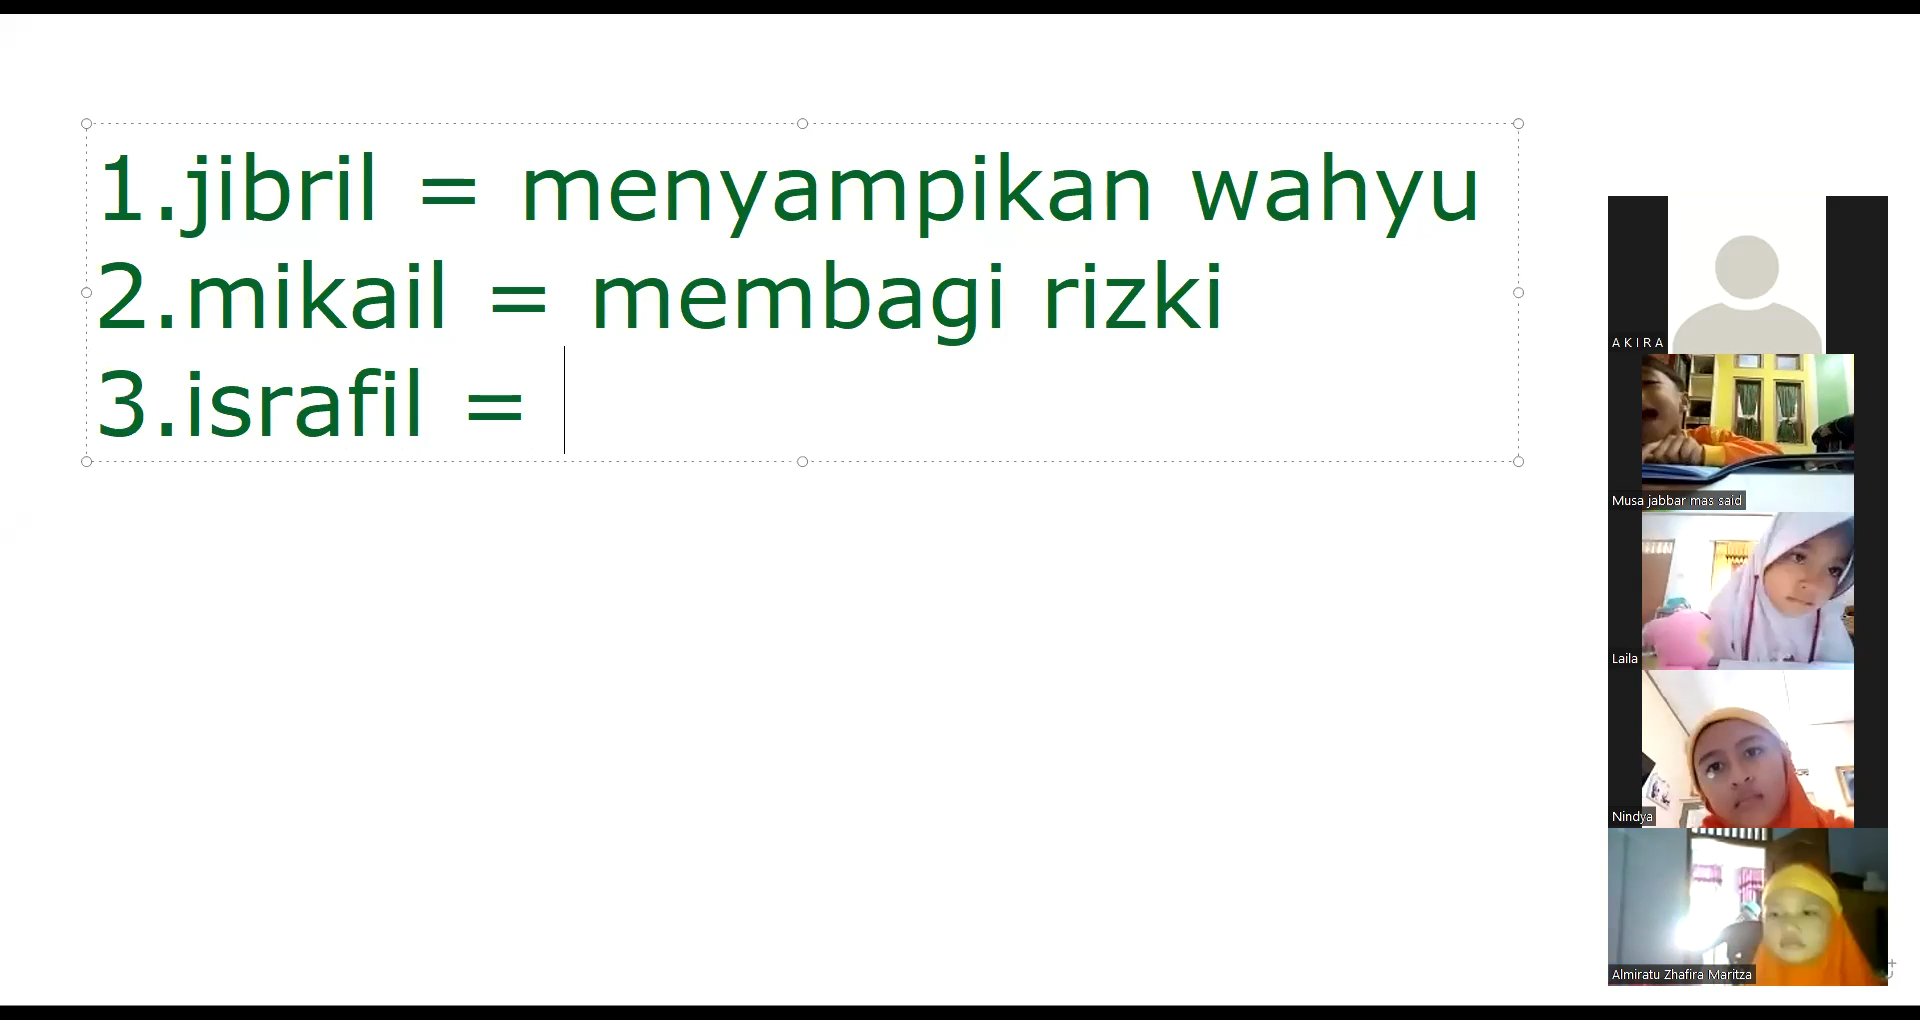 1.jibril = menyampikan wahyu
2.mikail = membagi rizki
3.israfil =
AKIRA
Musa jabbar mas said
Laila
Nindya
Almiratu Zhafira Maritza